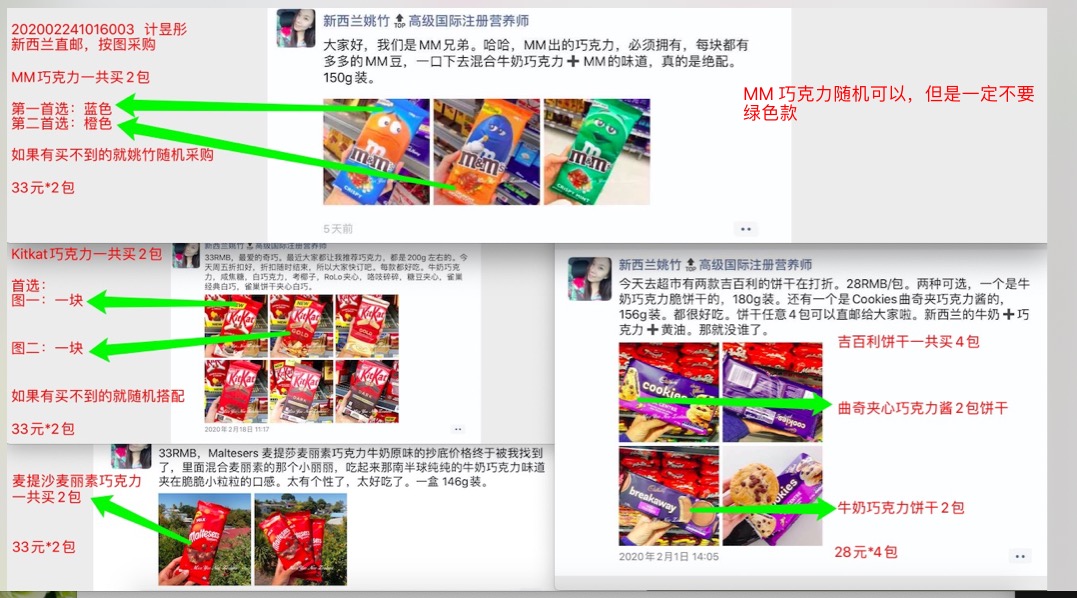 202002241016003 计昱彤
新西兰直邮，按图采购
MM巧克力一共买2包
第一首选：蓝色
第二首选：橙色
如果有买不到的就姚竹随机采购
33元*2包
新西兰姚竹 TOP 高级国际注册营养师
大家好，我们是MM兄弟。哈哈，MM出的巧克力，必须拥有，每块都有
多多的MM豆，一口下去混合牛奶巧克力➕MM的味道，真的是绝配。
150g装。
m&m's
CRISPY
m&m's
m&m's
CRISPY MINT
5天前
MM 巧克力随机可以，但是一定不要
绿色款
Kitkat巧克力一共买2包
首选：
图一：一块
图二：一块
如果有买不到的就随机搭配
33元*2包
新西兰姚竹 TOP 高级国际注册营养师
33RMB，最爱的奇巧。最近大家都让我推荐巧克力，都是200g左右的。今
天周五折扣好，折扣随时结束，所以大家快订吧。每款都好吃。牛奶巧克
力，咸焦糖，白巧克力，考椰子，RoLo夹心，咯吱碎碎，糖豆夹心，雀巢
经典白巧，雀巢饼干夹心白巧。
KitKat
KitKat
GOLD
KitKat
GOLD
KitKat
KitKat
DARK
KitKat
DARK
2020年2月18日 11:17
麦提沙麦丽素巧克力
一共买2包
33元*2包
33RMB，Maltesers 麦提莎麦丽素巧克力牛奶原味的抄底价格终于被我找到
了，里面混合麦丽素的那个小丽丽，吃起来那南半球纯纯的牛奶巧克力味道
夹在脆脆小粒粒的口感。太有个性了，太好吃了。一盒 146g装。
Maltesers
Maltesers
新西兰姚竹 TOP 高级国际注册营养师
今天去超市有两款吉百利的饼干在打折。28RMB/包。两种可选，一个是牛
奶巧克力脆饼干的，180g装。还有一个是Cookies曲奇夹巧克力酱的，
156g装。都很好吃。饼干任意4包可以直邮给大家啦。新西兰的牛奶➕巧
克力➕黄油。那就没谁了。
Cadbury
cookies
cookies
Cadbury
breakaway
cookies
2020年2月1日 14:05
吉百利饼干一共买4包
曲奇夹心巧克力酱2包饼干
牛奶巧克力饼干2包
28元*4包